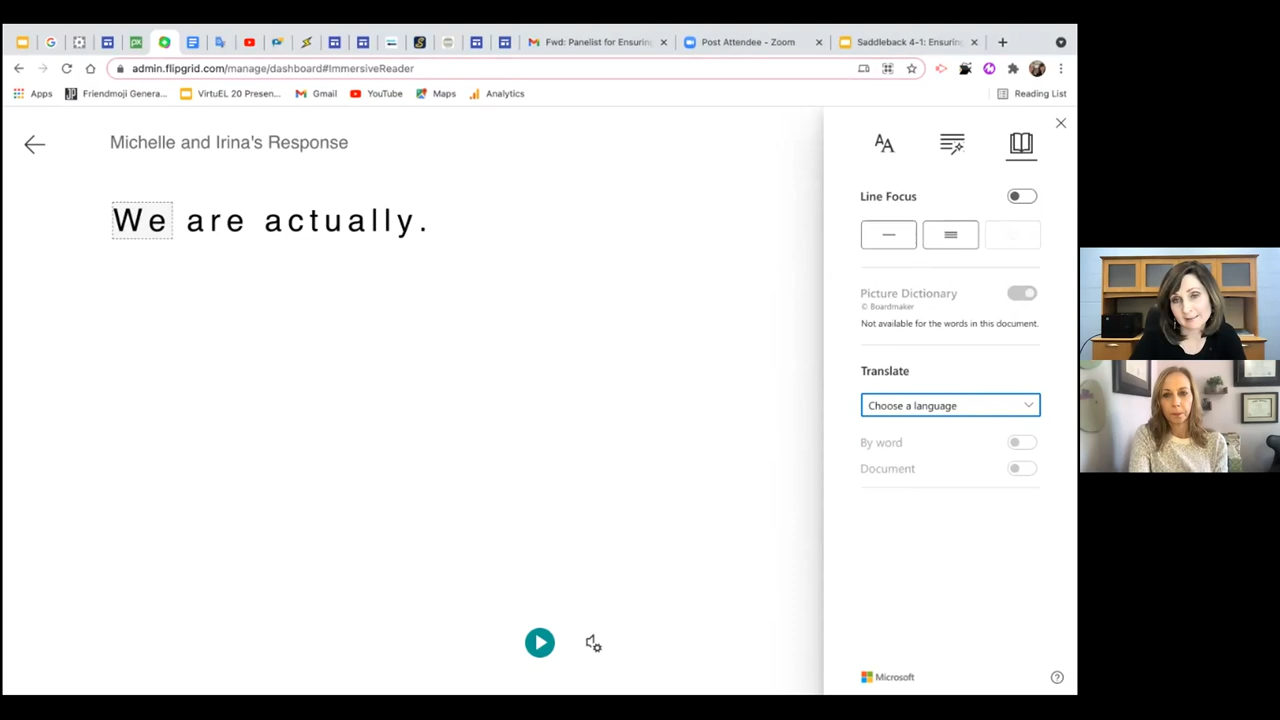 Fwd: Panelist for Ensuring
Post Attendee - Zoom
Saddleback 4-1: Ensuring
admin.flipgrid.com/manage/dashboard#ImmersiveReader
Apps
Friendmoji Genera...
VirtuEL 20 Presen...
Gmail
YouTube
Maps
Analytics
Reading List
Michelle and Irina's Response
We are actually.
Line Focus
Picture Dictionary
© Boardmaker
Not available for the words in this document.
Translate
Choose a language
By word
Document
Microsoft